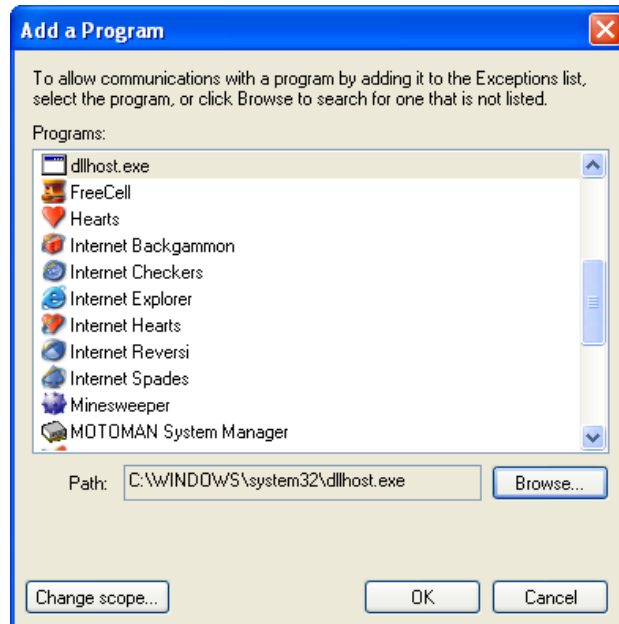 Add a Program
To allow communications with a program by adding it to the Exceptions list,
select the program, or click Browse to search for one that is not listed.
Programs:
dllhost.exe
FreeCell
Hearts
Internet Backgammon
Internet Checkers
Internet Explorer
Internet Hearts
Internet Reversi
Internet Spades
Minesweeper
MOTOMAN System Manager
Path: C:\WINDOWS\system32\dllhost.exe Browse...
Change scope... OK Cancel